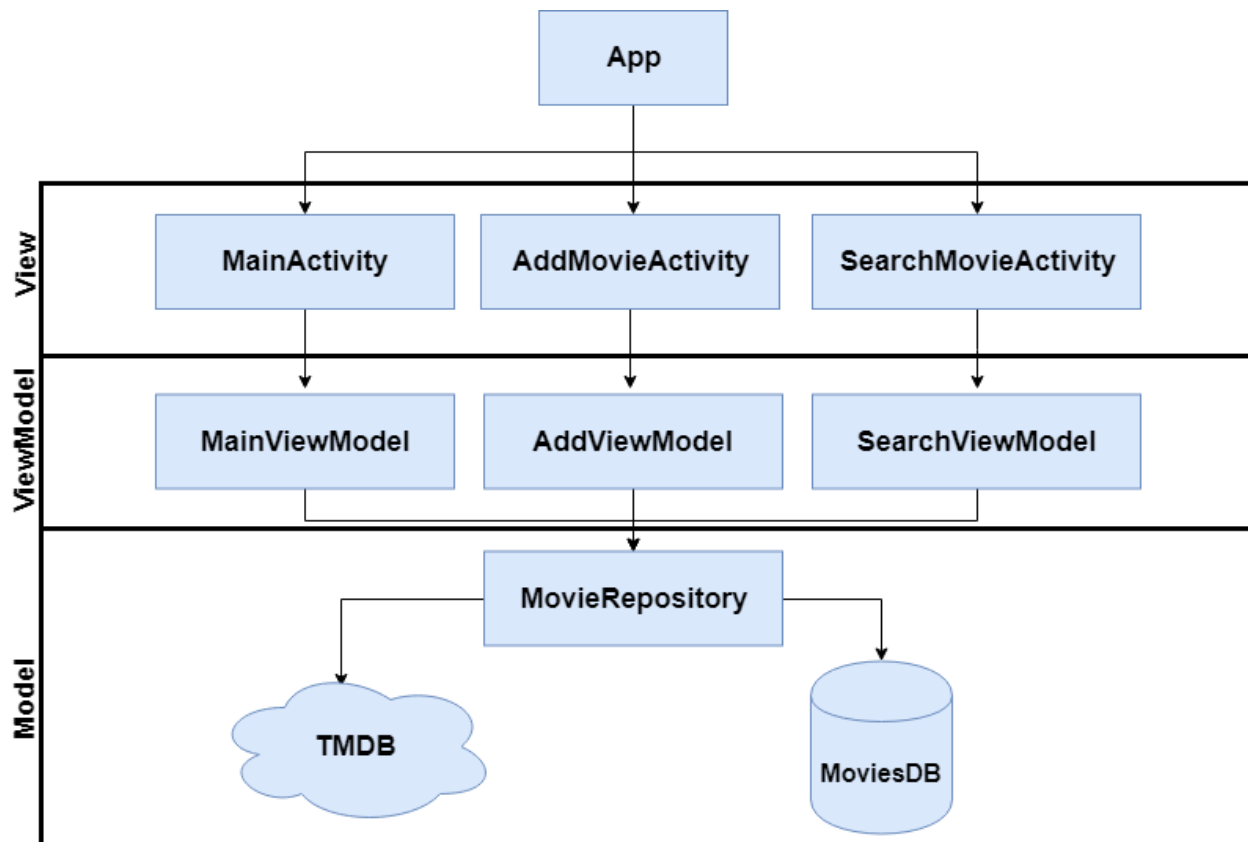 App
View
MainActivity
AddMovieActivity
SearchMovieActivity
ViewModel
MainViewModel
AddViewModel
SearchViewModel
Model
MovieRepository
TMDB
MoviesDB